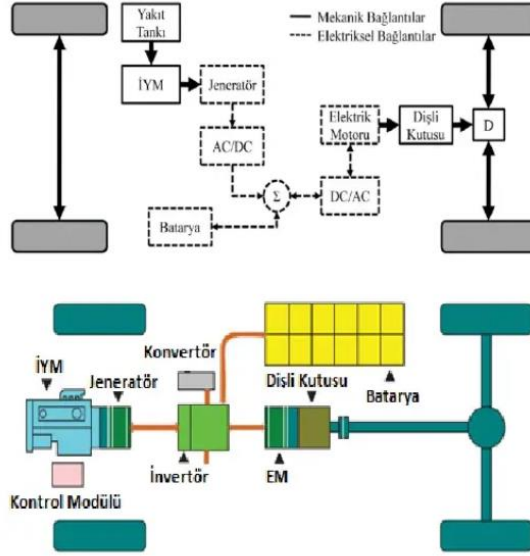 Yakıt
Tankı
Mekanik Bağlantılar
Elektriksel Bağlantılar
İYM
Jeneratör
AC/DC
Elektrik
Motoru
Dişli
Kutusu
D
Σ
DC/AC
Batarya
Konvertör
İYM
Jeneratör
Dişli Kutusu
Batarya
İnvertör
EM
Kontrol Modülü